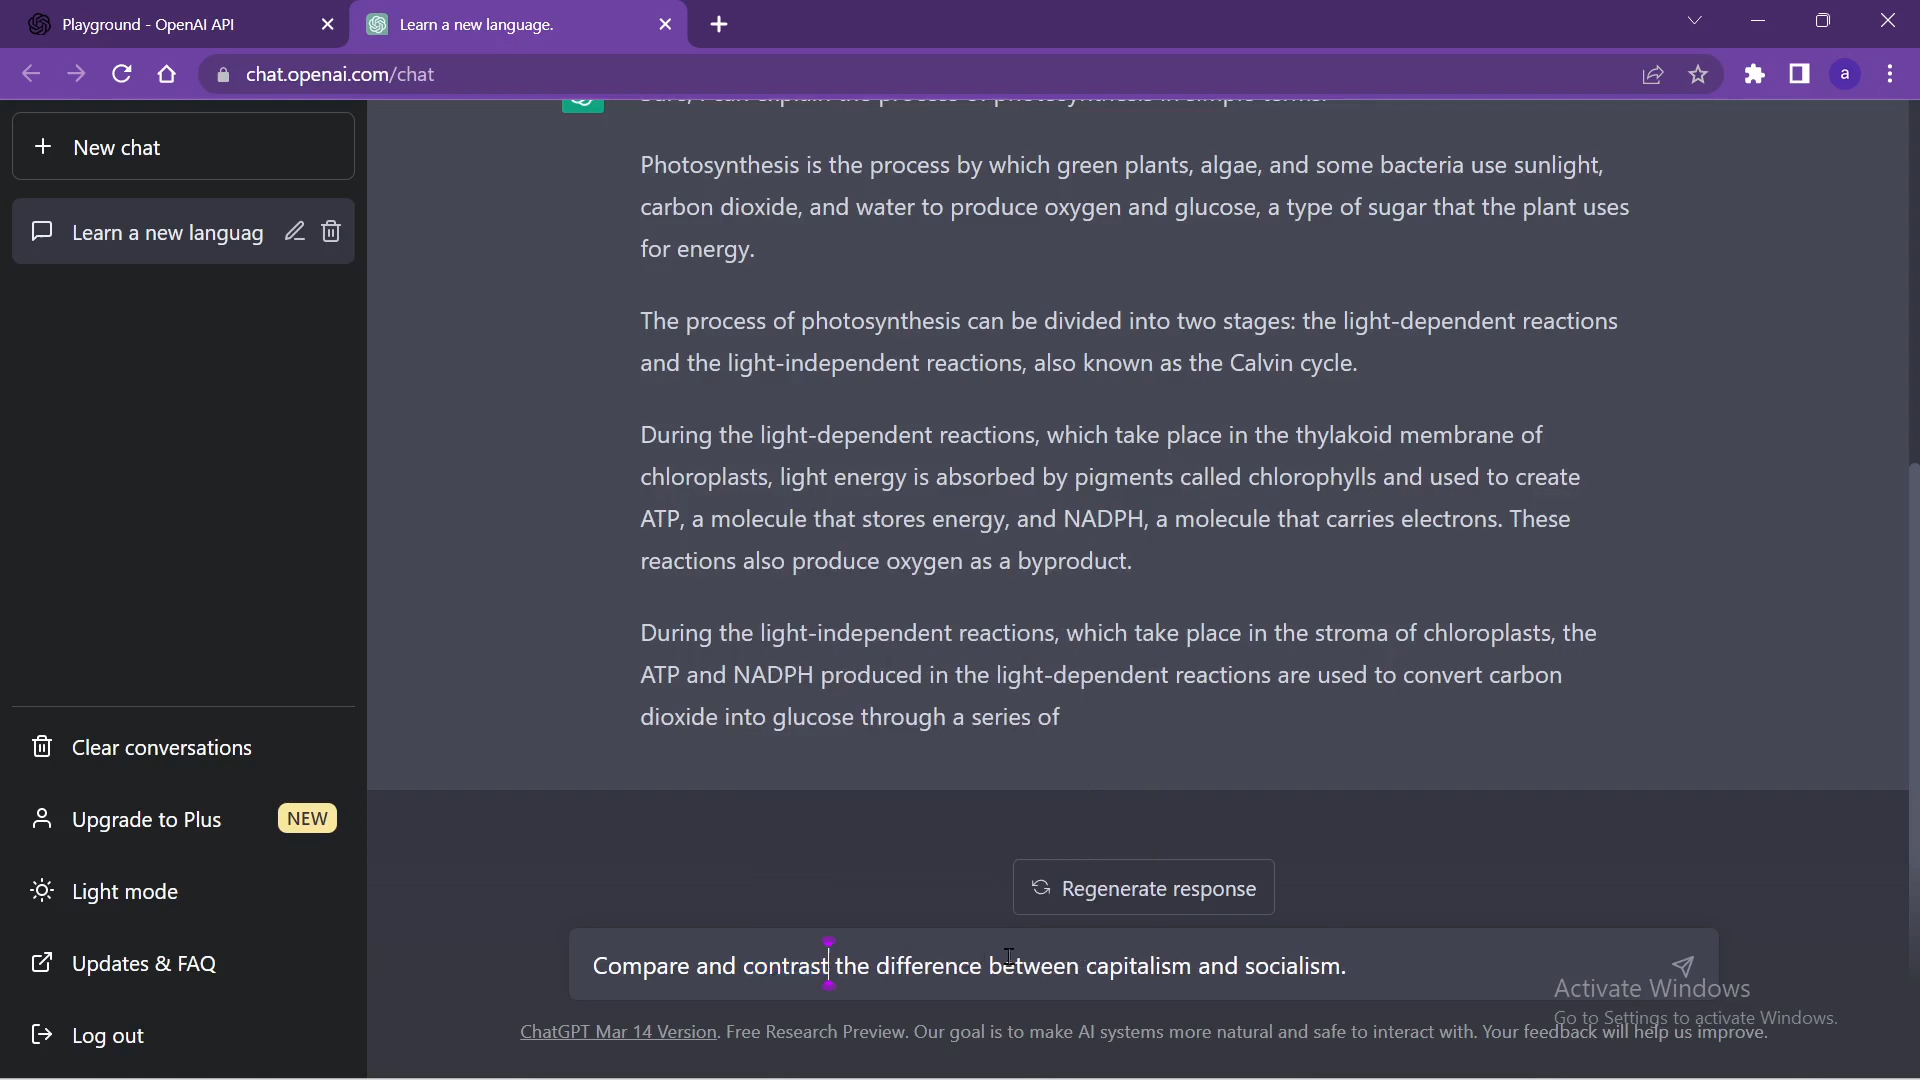 Playground - OpenAI API
Learn a new language.
chat.openai.com/chat
a
New chat
Learn a new languag
Sure, I can explain the process of photosynthesis in simple terms.
Photosynthesis is the process by which green plants, algae, and some bacteria use sunlight,
carbon dioxide, and water to produce oxygen and glucose, a type of sugar that the plant uses
for energy.
The process of photosynthesis can be divided into two stages: the light-dependent reactions
and the light-independent reactions, also known as the Calvin cycle.
During the light-dependent reactions, which take place in the thylakoid membrane of
chloroplasts, light energy is absorbed by pigments called chlorophylls and used to create
ATP, a molecule that stores energy, and NADPH, a molecule that carries electrons. These
reactions also produce oxygen as a byproduct.
During the light-independent reactions, which take place in the stroma of chloroplasts, the
ATP and NADPH produced in the light-dependent reactions are used to convert carbon
dioxide into glucose through a series of
Clear conversations
Upgrade to Plus NEW
Light mode
Updates & FAQ
Log out
Regenerate response
Compare and contrast the difference between capitalism and socialism.
Activate Windows
Go to Settings to activate Windows.
ChatGPT Mar 14 Version. Free Research Preview. Our goal is to make AI systems more natural and safe to interact with. Your feedback will help us improve.